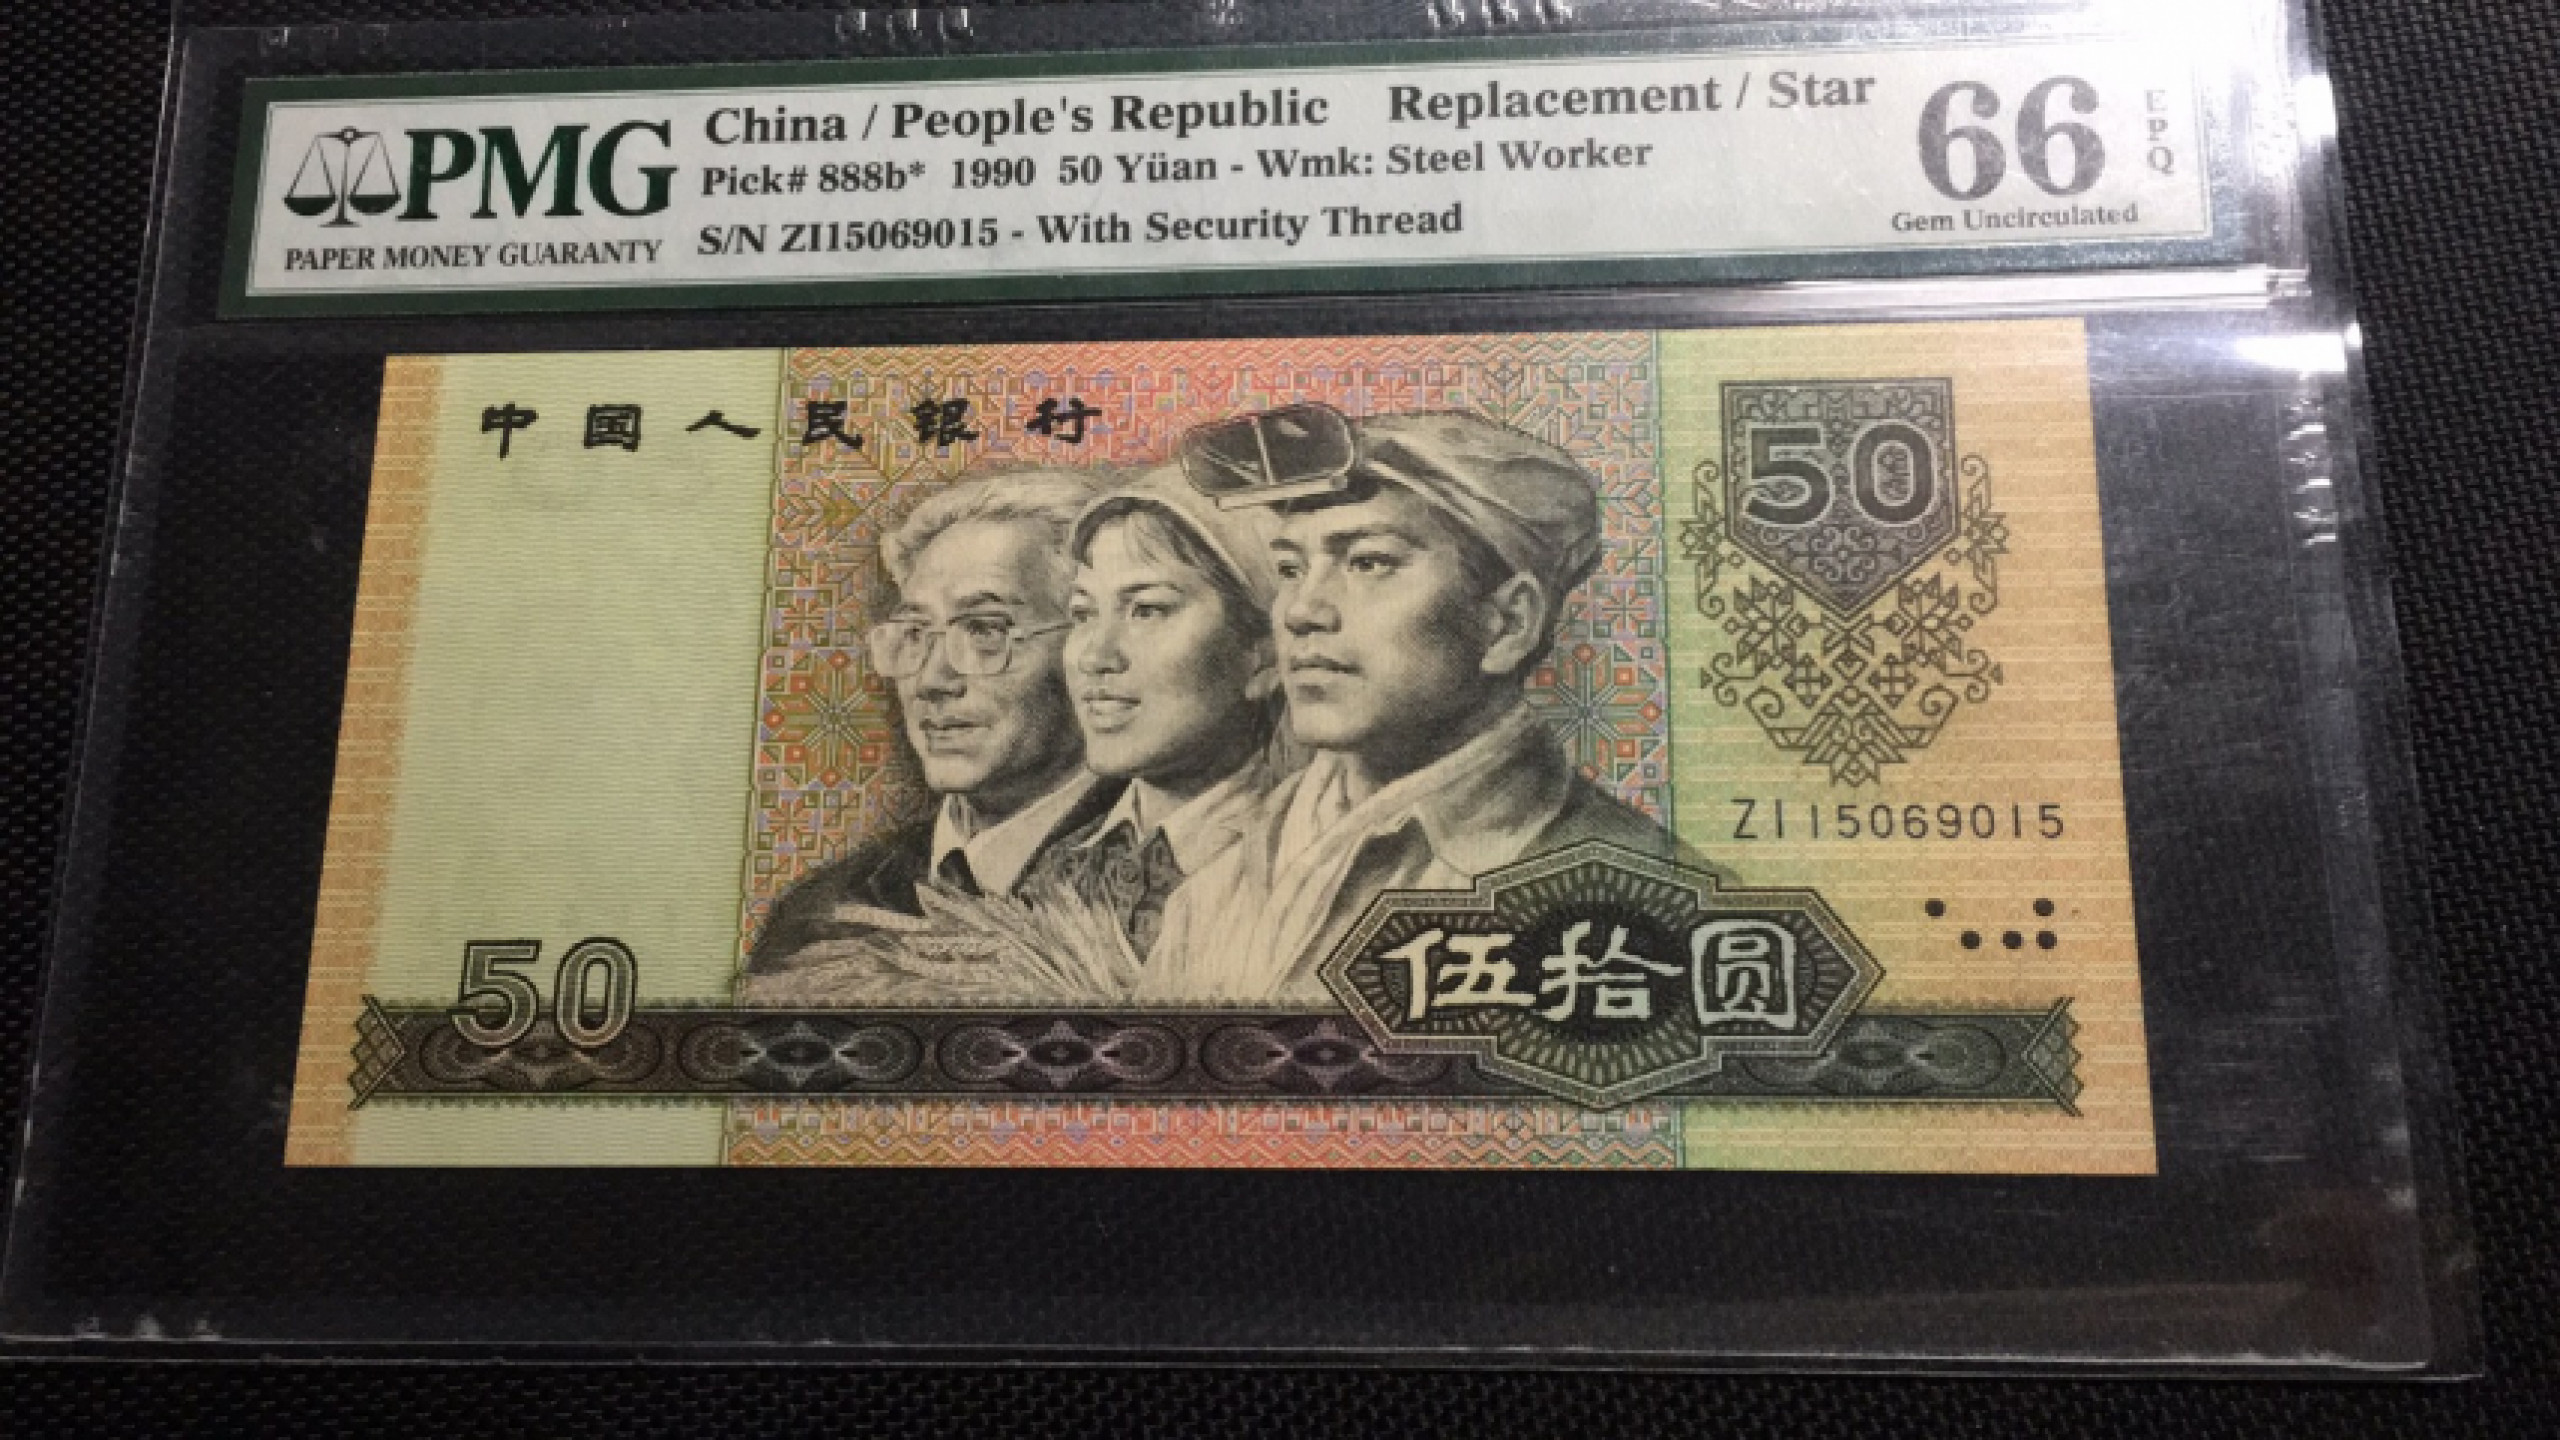 PMG
PAPER MONEY GUARANTY
China / People's Republic Replacement / Star
Pick# 888b* 1990 50 Yüan - Wmk: Steel Worker
S/N ZI15069015 - With Security Thread
66
EPQ
Gem Uncirculated
中国人民银行
50
ZI15069015
50
伍拾圆